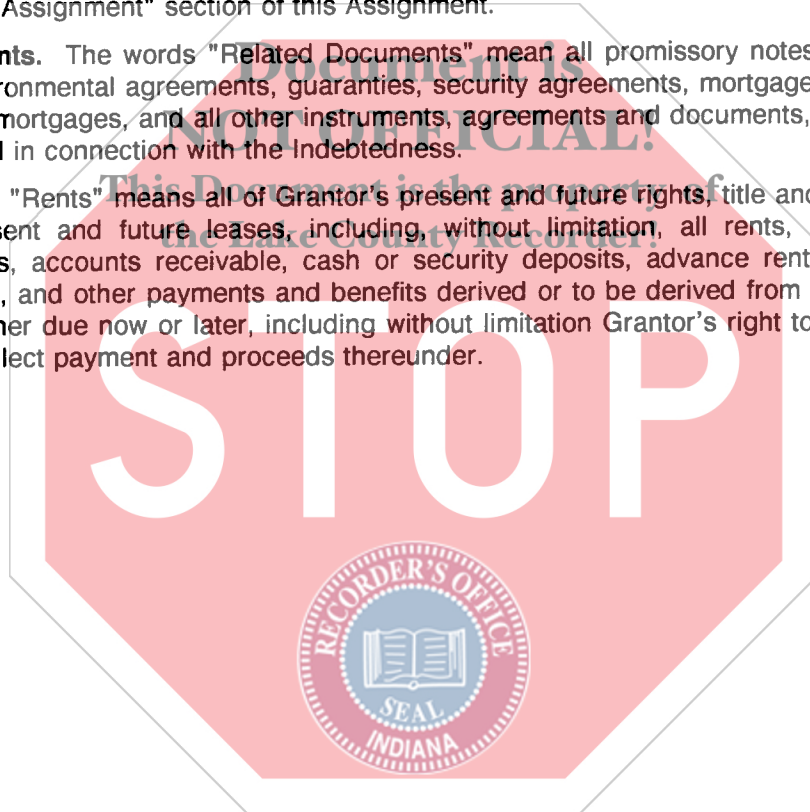 Assignment" section of this Assignment.
nts. The words "Related Documents" mean all promissory notes
ronmental agreements, guaranties, security agreements, mortgage
mortgages, and all other instruments, agreements and documents,
in connection with the Indebtedness.
"Rents" means all of Grantor's present and future rights, title and
sent and future leases, including, without limitation, all rents,
s, accounts receivable, cash or security deposits, advance rent
, and other payments and benefits derived or to be derived from
ner due now or later, including without limitation Grantor's right to
lect payment and proceeds thereunder.
Document is
NOT OFFICIAL!
This Document is the property of
the Lake County Recorder!
STOP
RECORDER'S OFFICE
SEAL
INDIANA